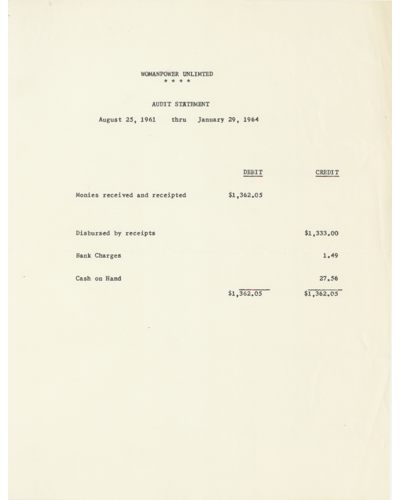 WOMANPOWER UNLIMTED
* * * *
AUDIT STATEMENT
August 25, 1961 thru January 29, 1964
DEBIT CREDIT
Monies received and receipted $1,362.05
Disbursed by receipts $1,333.00
Bank Charges 1.49
Cash on Hand 27.56
$1,362.05 $1,362.05